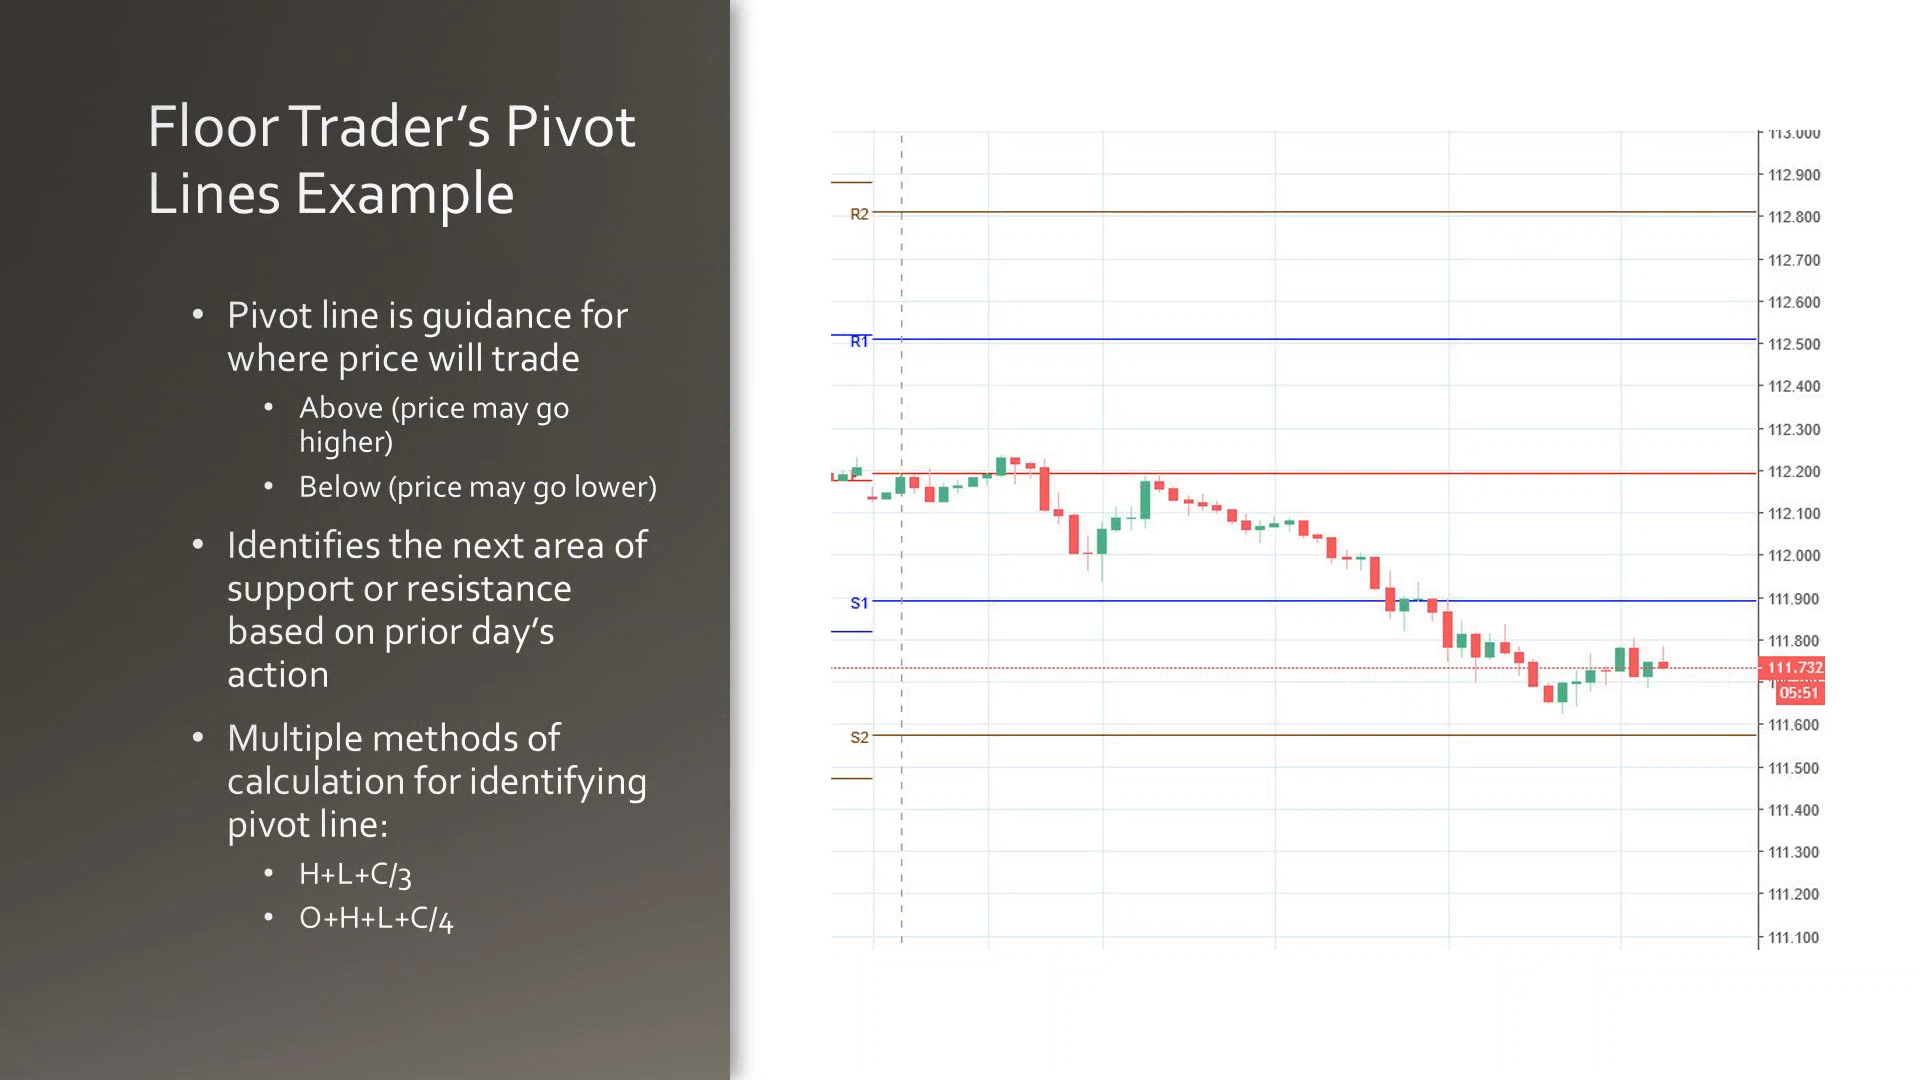 Floor Trader's Pivot
Lines Example
• Pivot line is guidance for
where price will trade
• Above (price may go
higher)
• Below (price may go lower)
• Identifies the next area of
support or resistance
based on prior day's
action
• Multiple methods of
calculation for identifying
pivot line:
• H+L+C/3
• O+H+L+C/4
R2
R1
S1
S2
113.000
112.900
112.800
112.700
112.600
112.500
112.400
112.300
112.200
112.100
112.000
111.900
111.800
111.732
05:51
111.600
111.500
111.400
111.300
111.200
111.100